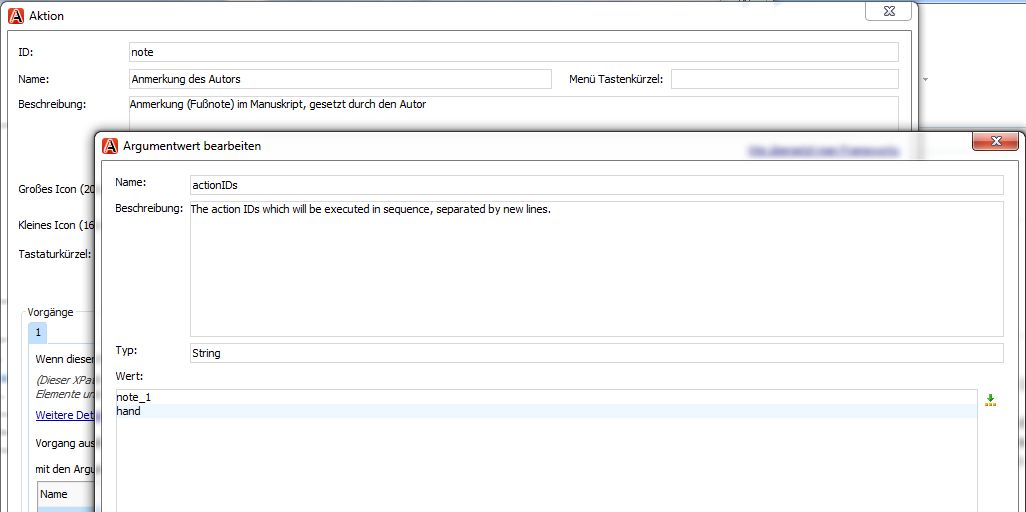 Aktion
ID: note
Name: Anmerkung des Autors Menü Tastenkürzel:
Beschreibung: Anmerkung (Fußnote) im Manuskript, gesetzt durch den Autor
Argumentwert bearbeiten
Name: actionIDs
Beschreibung: The action IDs which will be executed in sequence, separated by new lines.
Großes Icon (20
Kleines Icon (16
Tastaturkürzel:
Vorgänge
1
Typ: String
Wenn dieser
Wert:
(Dieser XPa
Elemente un
note_1
hand
Weitere Det
Vorgang aus
mit den Argu
Name